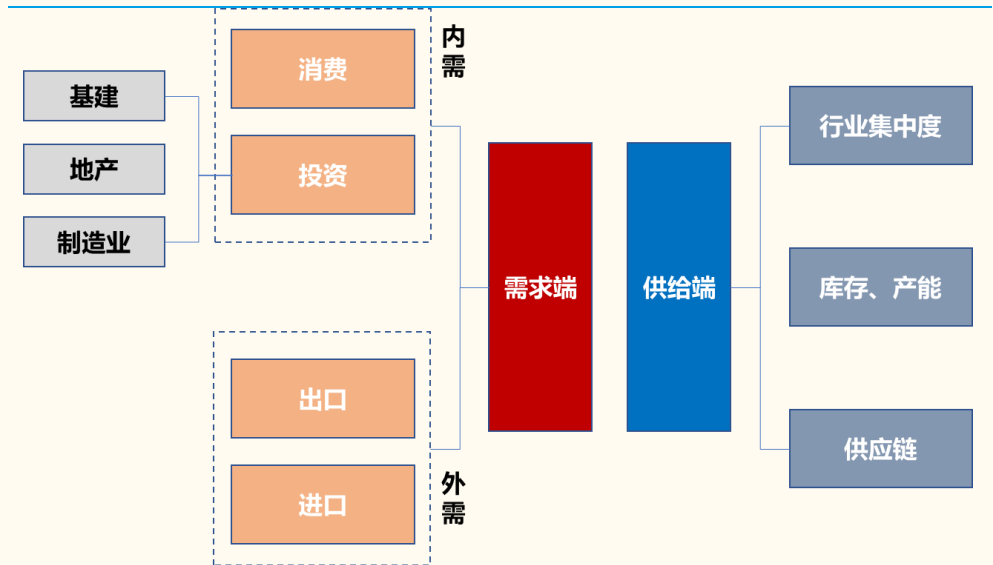 内需
消费
基建
投资
地产
制造业
需求端
供给端
行业集中度
库存、产能
供应链
出口
进口
外需